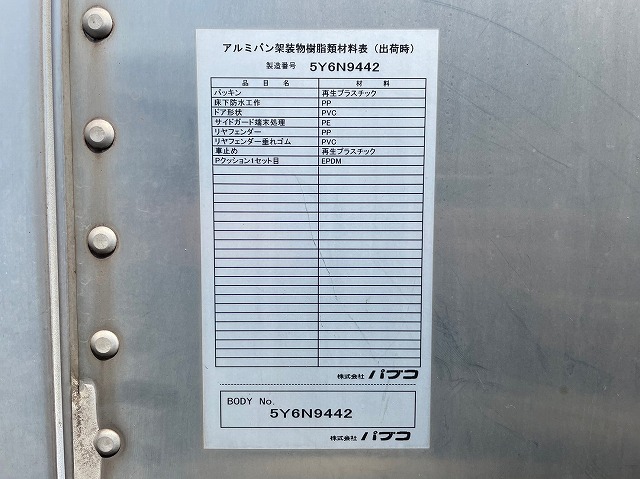 アルミバン架装物樹脂類材料表（出荷時）
製造番号 5Y6N9442
品目名 材料
パッキン 再生プラスチック
床下防水工作 PP
ドア形状 PVC
サイドガード端末処理 PE
リヤフェンダー PP
リヤフェンダー垂れゴム PVC
車止め 再生プラスチック
Pクッション1セット目 EPDM
株式会社 パブコ
BODY No.
5Y6N9442
株式会社 パブコ